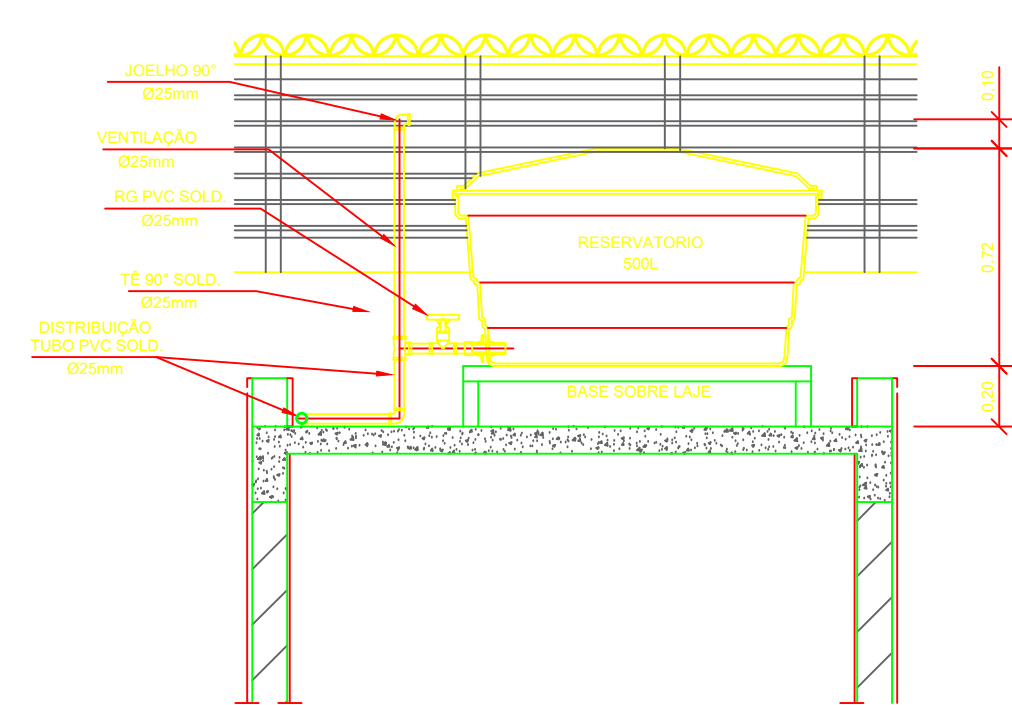 JOELHO 90°
Ø25mm
VENTILAÇÃO
Ø25mm
RG PVC SOLD.
Ø25mm
TÊ 90° SOLD.
Ø25mm
DISTRIBUIÇÃO
TUBO PVC SOLD.
Ø25mm
RESERVATORIO
500L
BASE SOBRE LAJE
0.10
0.72
0.20